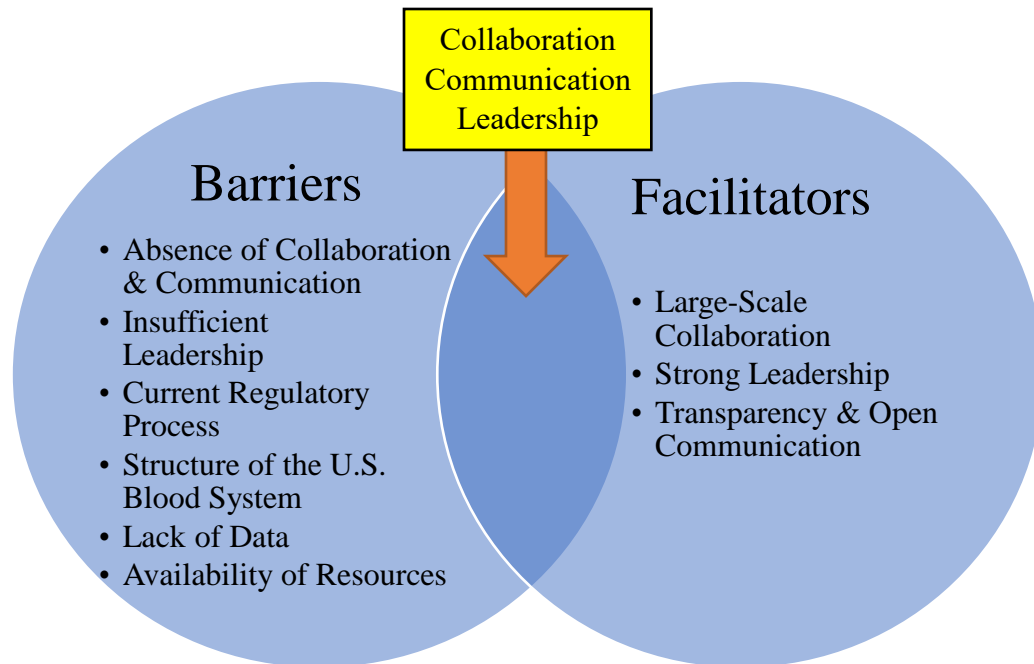 Collaboration
Communication
Leadership
Barriers
• Absence of Collaboration
& Communication
• Insufficient
Leadership
• Current Regulatory
Process
• Structure of the U.S.
Blood System
• Lack of Data
• Availability of Resources
Facilitators
• Large-Scale
Collaboration
• Strong Leadership
• Transparency & Open
Communication